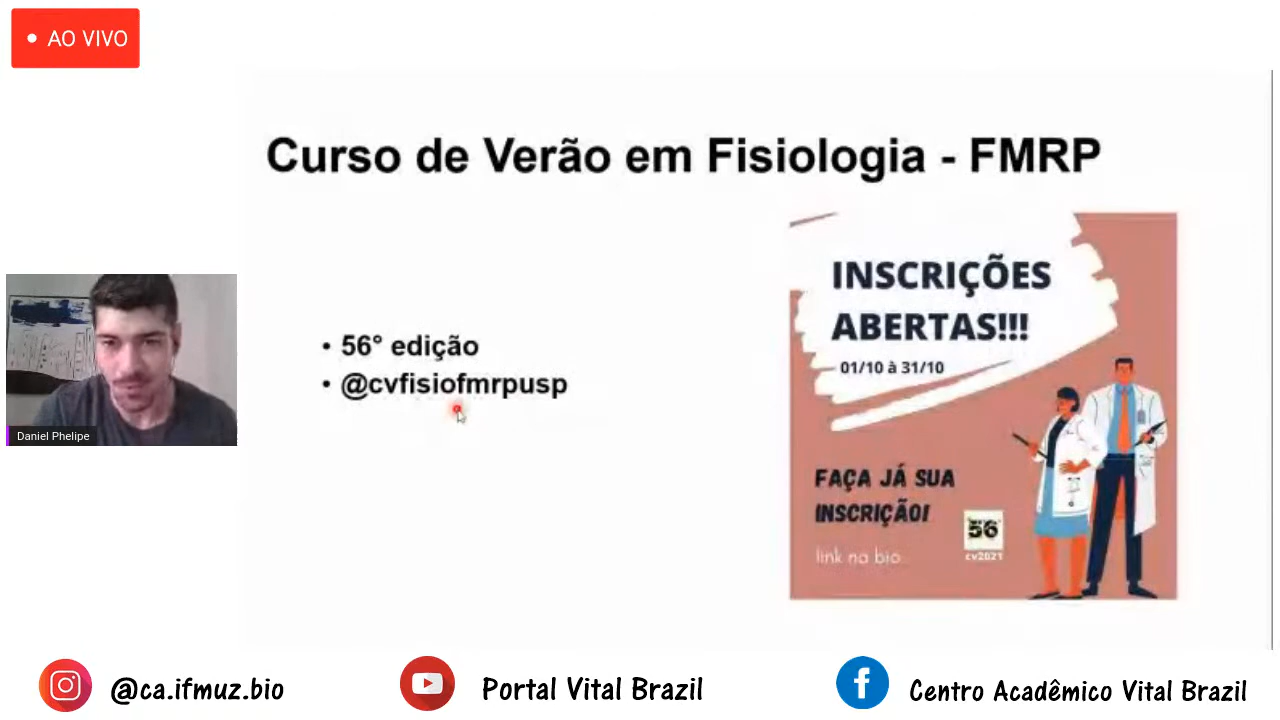 • AO VIVO
Curso de Verão em Fisiologia - FMRP
• 56° edição
• @cvfisiofmrpusp
INSCRIÇÕES
ABERTAS!!!
01/10 à 31/10
FAÇA JÁ SUA
INSCRIÇÃO!
link na bio
56
cv2021
Daniel Phelipe
@ca.ifmuz.bio
Portal Vital Brazil
Centro Acadêmico Vital Brazil